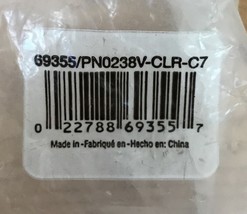 69355/PN0238V-CLR-C7
0 22788 69355 7
Made in -Fabriqué en -Hecho en: China